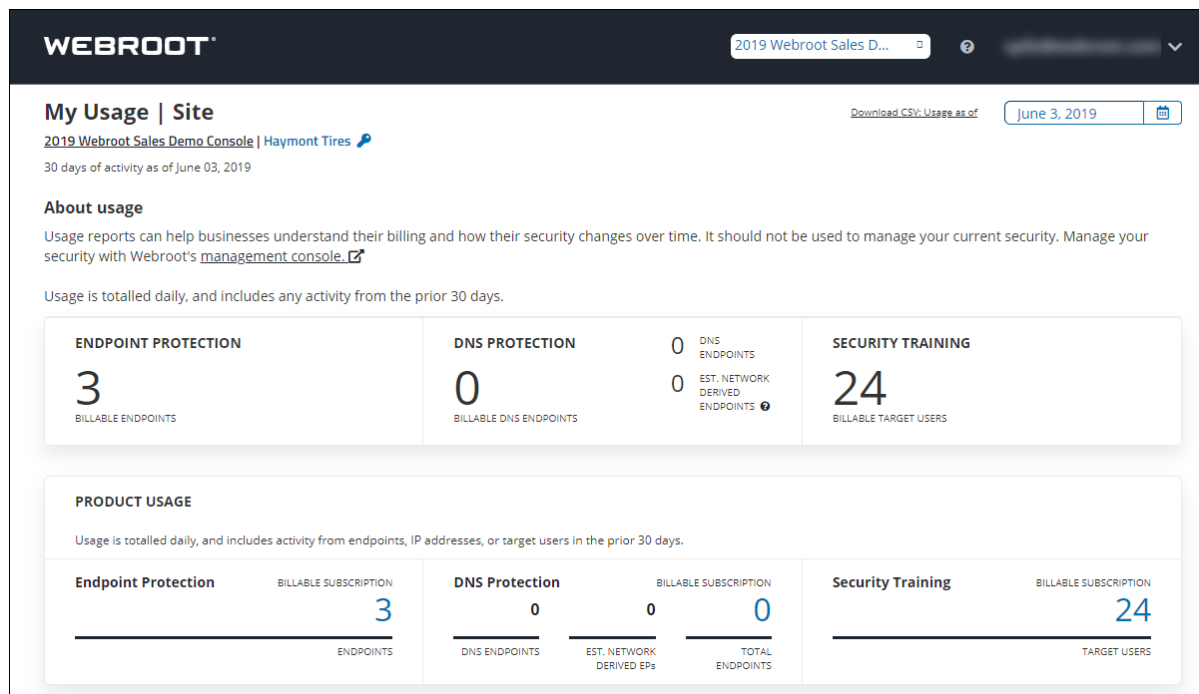 WEBROOT
2019 Webroot Sales D...
My Usage | Site
Download CSV: Usage as of
June 3, 2019
2019 Webroot Sales Demo Console | Haymont Tires
30 days of activity as of June 03, 2019
About usage
Usage reports can help businesses understand their billing and how their security changes over time. It should not be used to manage your current security. Manage your
security with Webroot's management console.
Usage is totalled daily, and includes any activity from the prior 30 days.
ENDPOINT PROTECTION
3
BILLABLE ENDPOINTS
DNS PROTECTION
0
BILLABLE DNS ENDPOINTS
0 DNS
ENDPOINTS
0 EST. NETWORK
DERIVED
ENDPOINTS ?
SECURITY TRAINING
24
BILLABLE TARGET USERS
PRODUCT USAGE
Usage is totalled daily, and includes activity from endpoints, IP addresses, or target users in the prior 30 days.
Endpoint Protection
BILLABLE SUBSCRIPTION
3
ENDPOINTS
DNS Protection
BILLABLE SUBSCRIPTION
0 0 0
DNS ENDPOINTS
EST. NETWORK
DERIVED EPs
TOTAL
ENDPOINTS
Security Training
BILLABLE SUBSCRIPTION
24
TARGET USERS